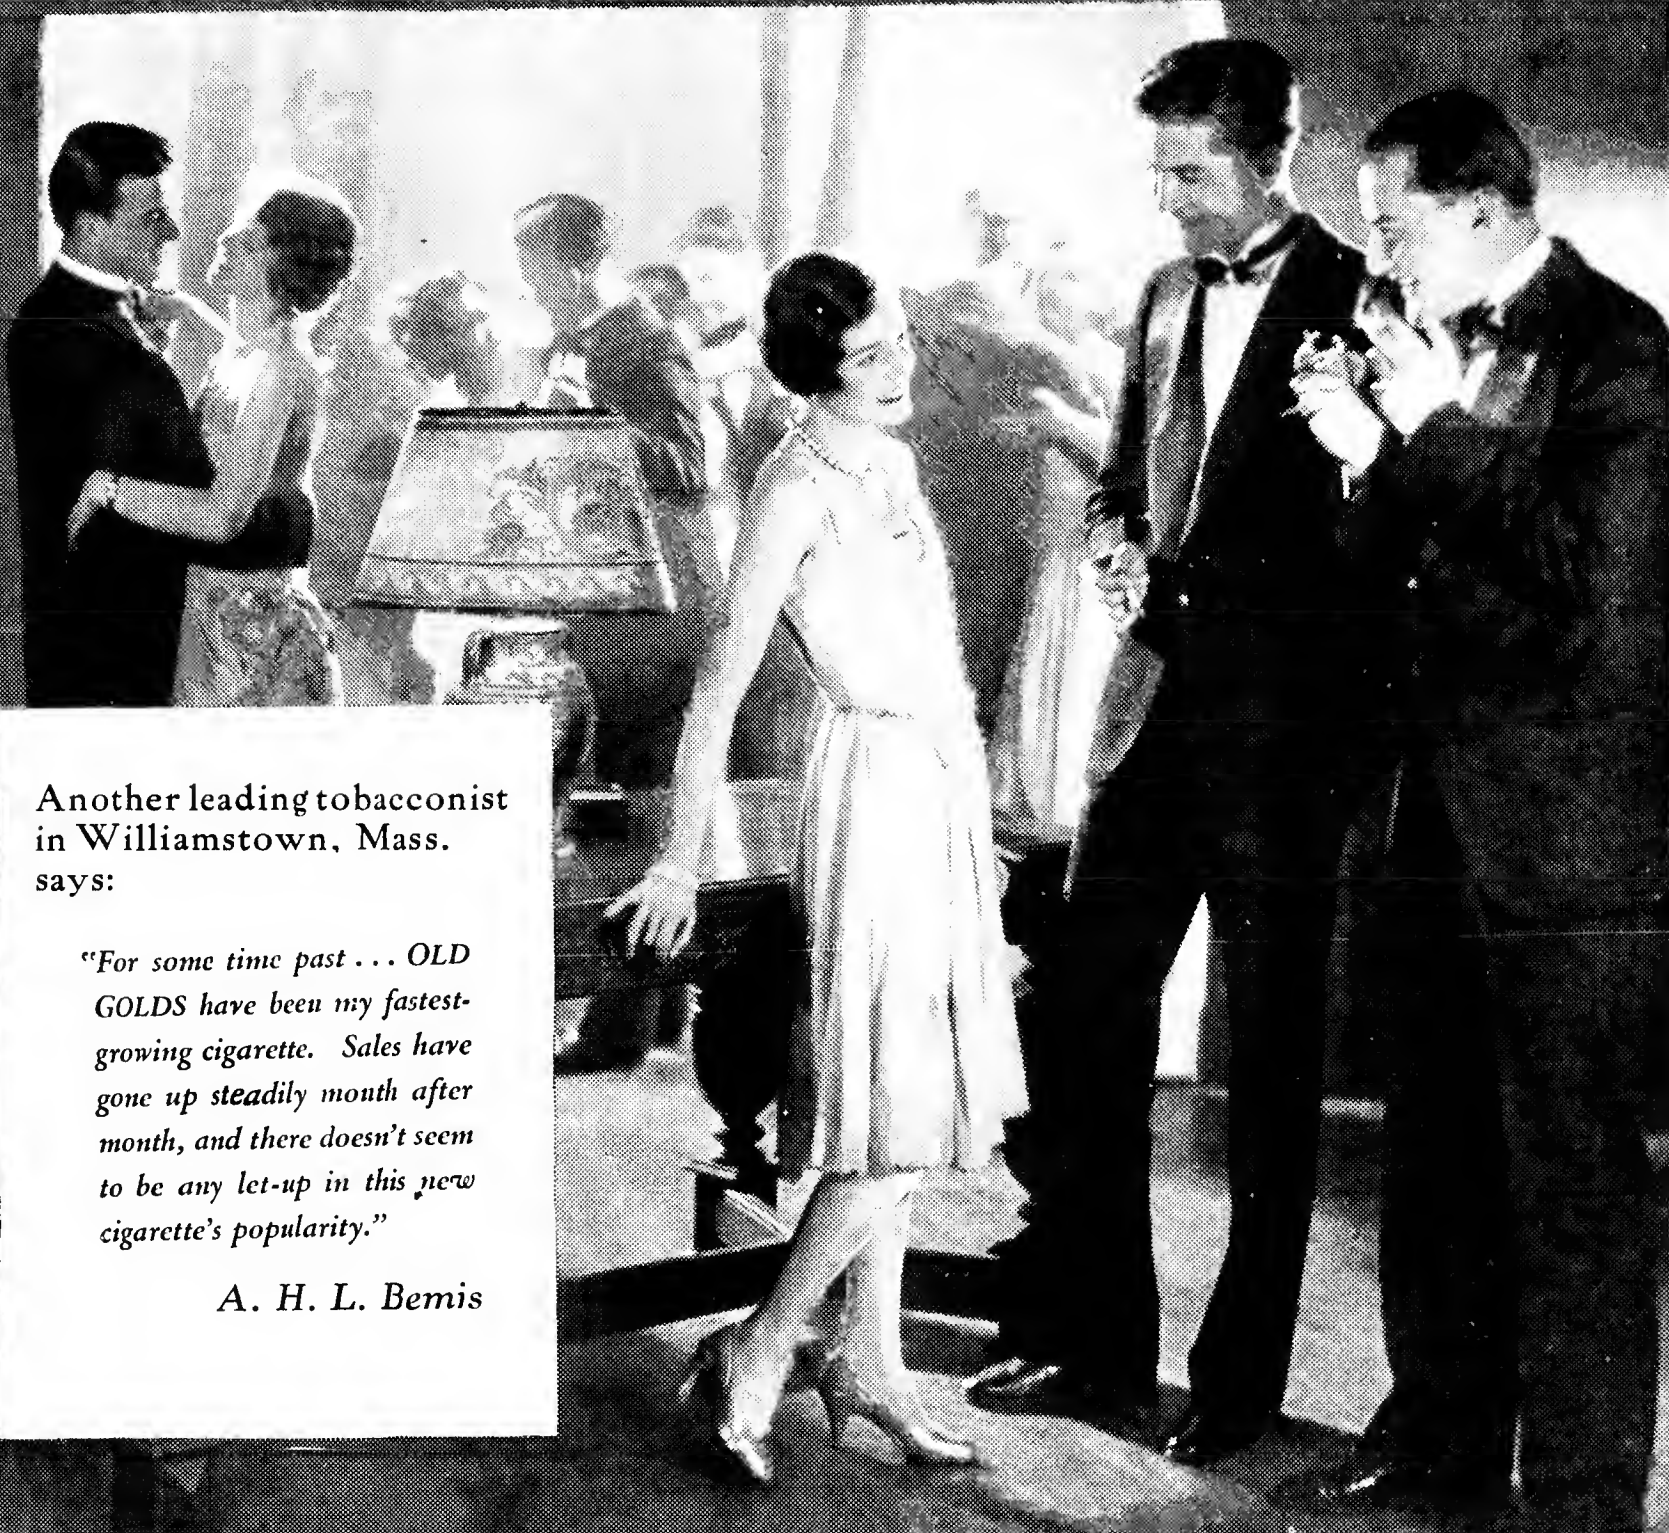 Another leading tobacconist
in Williamstown, Mass.
says:
"For some time past . . . OLD
GOLDS have been my fastest-
growing cigarette. Sales have
gone up steadily month after
month, and there doesn't seem
to be any let-up in this new
cigarette's popularity."
A. H. L. Bemis